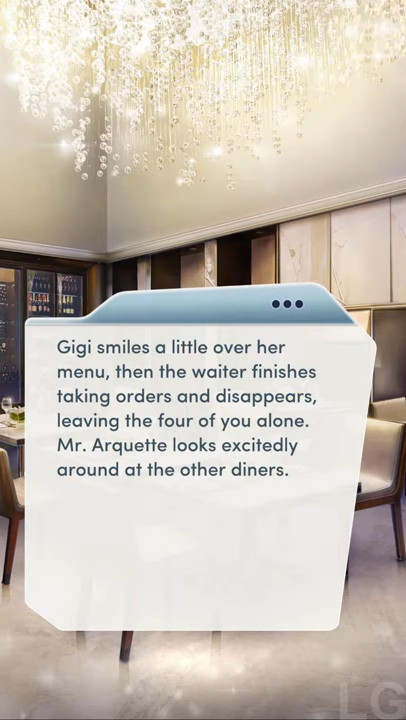 Gigi smiles a little over her
menu, then the waiter finishes
taking orders and disappears,
leaving the four of you alone.
Mr. Arquette looks excitedly
around at the other diners.
LG